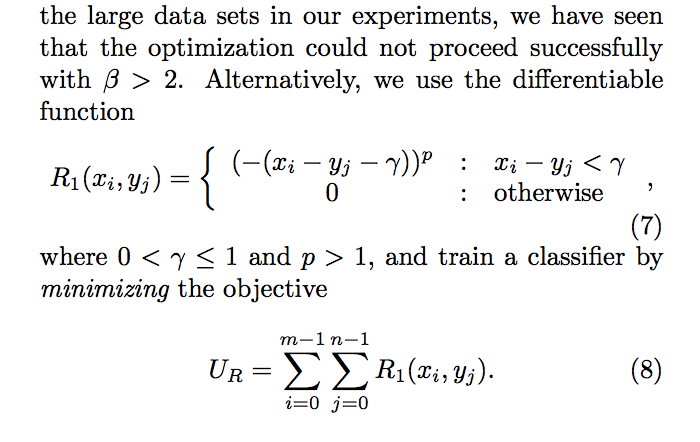 the large data sets in our experiments, we have seen
that the optimization could not proceed successfully
with β > 2. Alternatively, we use the differentiable
function
R₁(xᵢ, yⱼ) = { (−(xᵢ − yⱼ − γ))ᵖ : xᵢ − yⱼ < γ
0 : otherwise ,
(7)
where 0 < γ ≤ 1 and p > 1, and train a classifier by
minimizing the objective
U_R = ∑_{i=0}^{m−1} ∑_{j=0}^{n−1} R₁(xᵢ, yⱼ). (8)